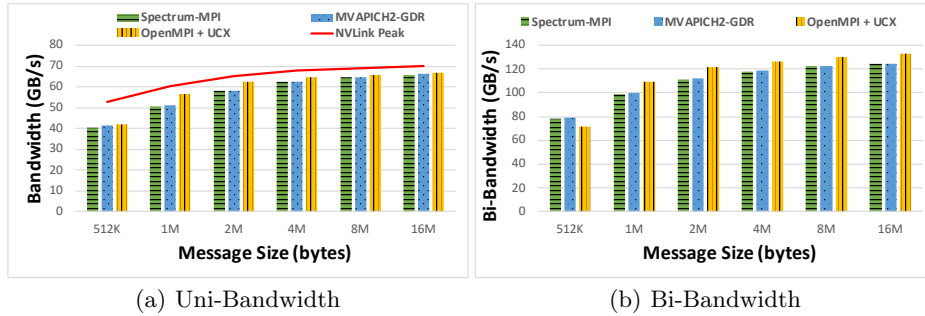 Spectrum-MPI MVAPICH2-GDR
OpenMPI + UCX NVLink Peak
Bandwidth (GB/s)
80
70
60
50
40
30
20
10
0
512K 1M 2M 4M 8M 16M
Message Size (bytes)
(a) Uni-Bandwidth
Spectrum-MPI MVAPICH2-GDR OpenMPI + UCX
Bi-Bandwidth (GB/s)
140
120
100
80
60
40
20
0
512K 1M 2M 4M 8M 16M
Message Size (bytes)
(b) Bi-Bandwidth